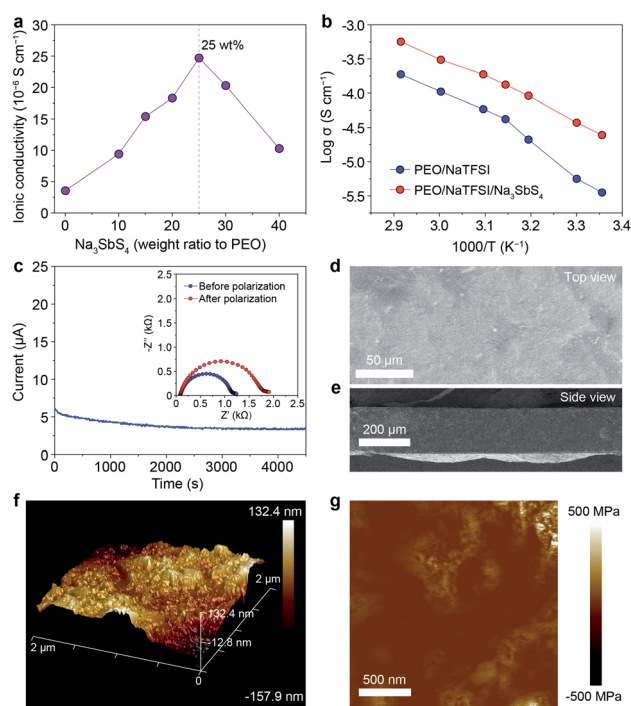 a
25 wt%
Ionic conductivity (10⁻⁶ S cm⁻¹)
30
25
20
15
10
5
0
0
10
20
30
40
Na₃SbS₄ (weight ratio to PEO)
b
Log σ (S cm⁻¹)
-3.0
-3.5
-4.0
-4.5
-5.0
-5.5
PEO/NaTFSI
PEO/NaTFSI/Na₃SbS₄
2.9
3.0
3.1
3.2
3.3
3.4
1000/T (K⁻¹)
c
Current (µA)
25
20
15
10
5
0
0
1000
2000
3000
4000
Time (s)
Before polarization
After polarization
-Z'' (kΩ)
2.5
2.0
1.5
1.0
0.5
0
0
0.5
1.0
1.5
2.0
2.5
Z' (kΩ)
d
Top view
50 µm
e
Side view
200 µm
f
132.4 nm
2 µm
132.4 nm
-12.8 nm
2 µm
0
-157.9 nm
g
500 MPa
500 nm
-500 MPa